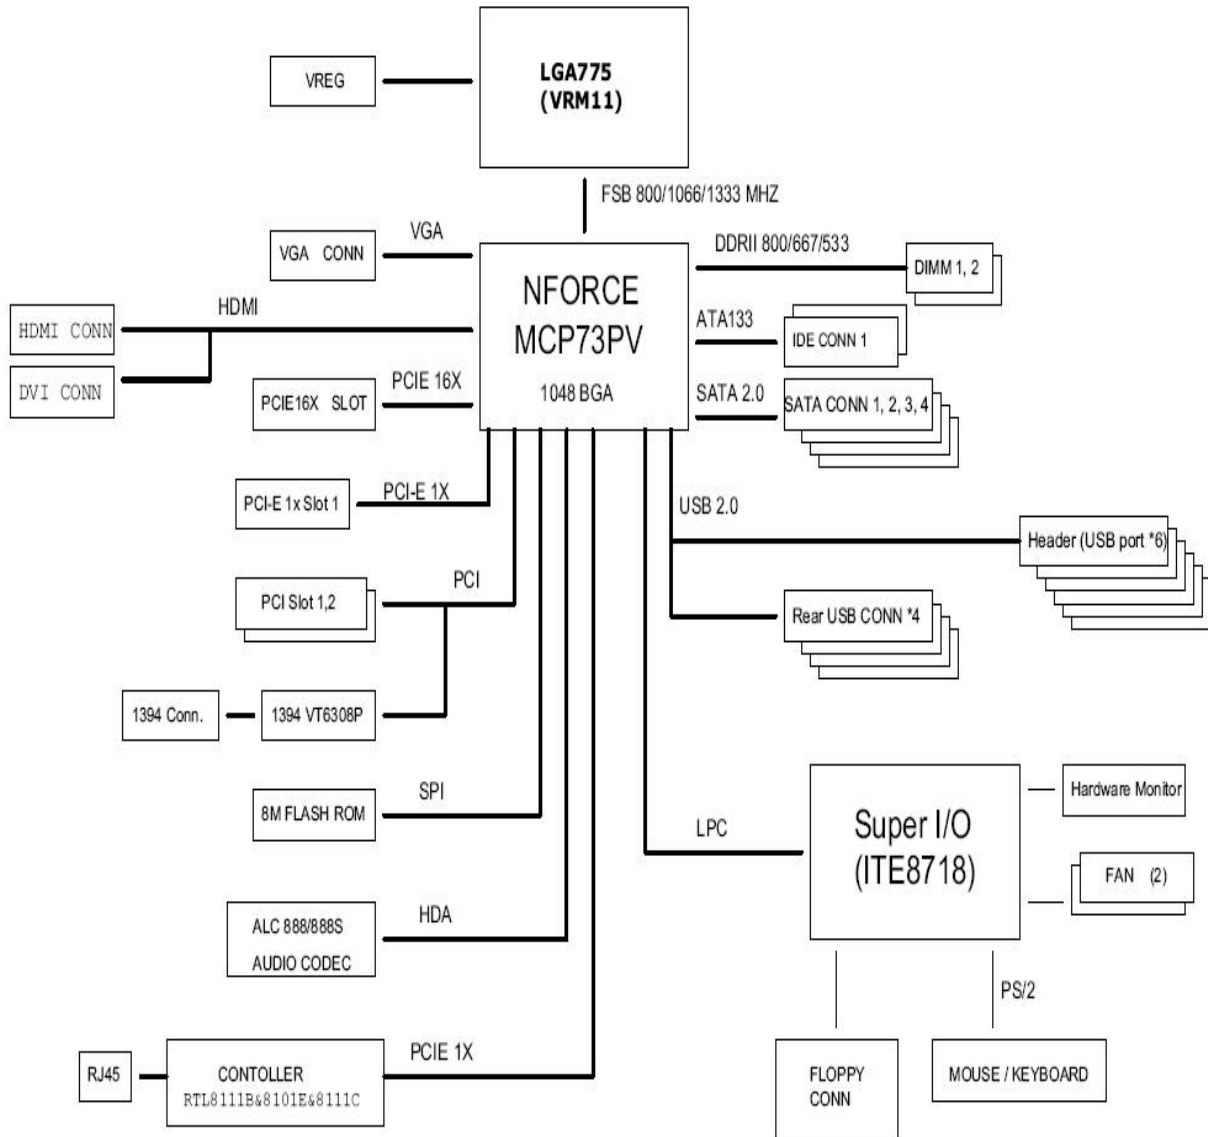 LGA775
(VRM11)
VREG
FSB 800/1066/1333 MHZ
VGA
VGA CONN
DDRII 800/667/533
DIMM 1, 2
NFORCE
MCP73PV
1048 BGA
HDMI
HDMI CONN
DVI CONN
ATA133
IDE CONN 1
PCIE 16X
PCIE16X SLOT
SATA 2.0
SATA CONN 1, 2, 3, 4
PCI-E 1X
PCI-E 1x Slot 1
USB 2.0
Header (USB port *6)
PCI
PCI Slot 1,2
Rear USB CONN *4
1394 Conn.
1394 VT6308P
SPI
8M FLASH ROM
LPC
Super I/O
(ITE8718)
Hardware Monitor
FAN (2)
HDA
ALC 888/888S
AUDIO CODEC
PS/2
PCIE 1X
RJ45
CONTOLLER
RTL8111B&8101E&8111C
FLOPPY
CONN
MOUSE / KEYBOARD